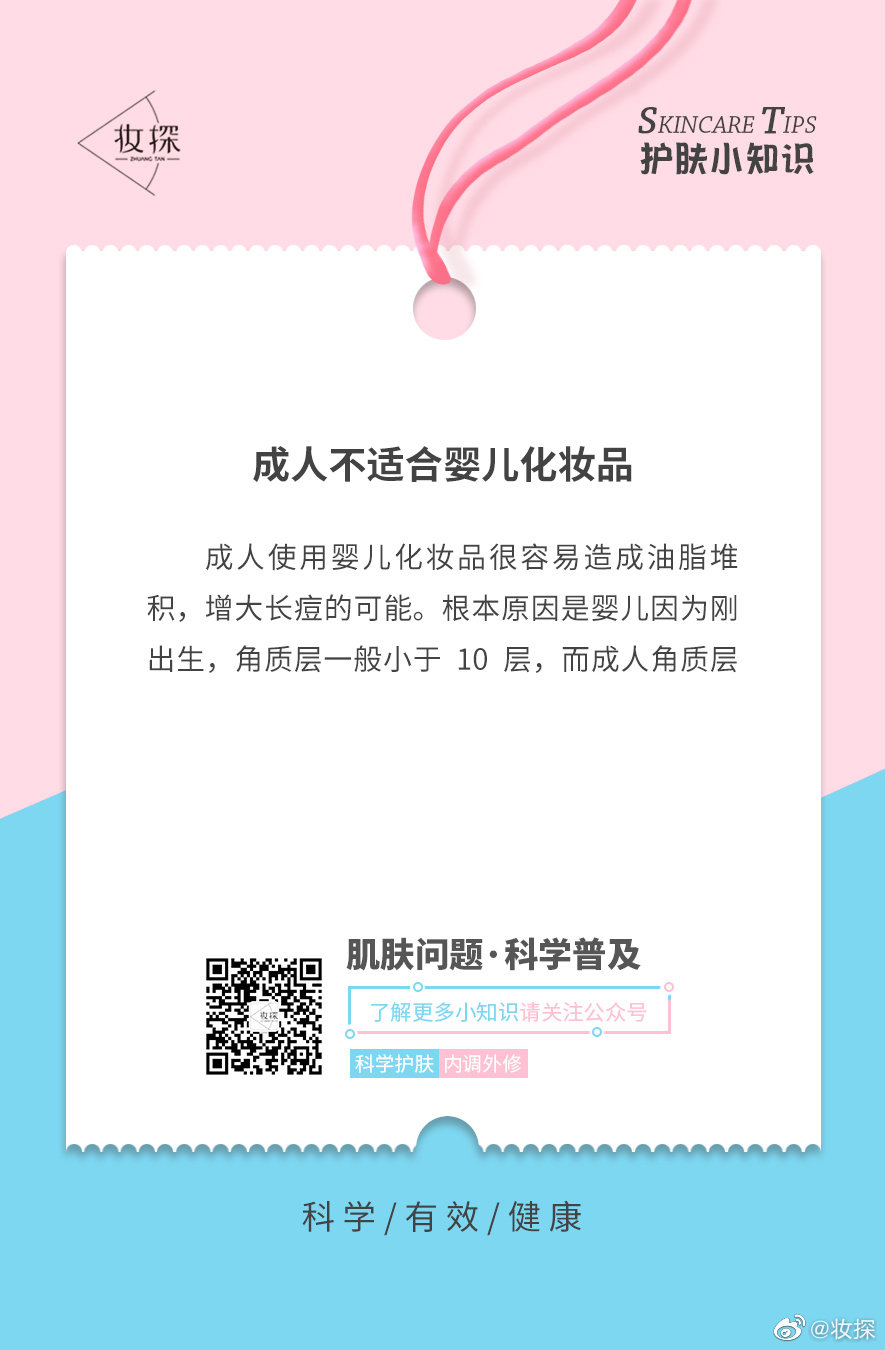 妆探
ZHUANG TAN
SKINCARE TIPS
护肤小知识
成人不适合婴儿化妆品
成人使用婴儿化妆品很容易造成油脂堆
积，增大长痘的可能。根本原因是婴儿因为刚
出生，角质层一般小于 10 层，而成人角质层
肌肤问题·科学普及
了解更多小知识请关注公众号
妆探
科学护肤 内调外修
科学/有效/健康
@妆探